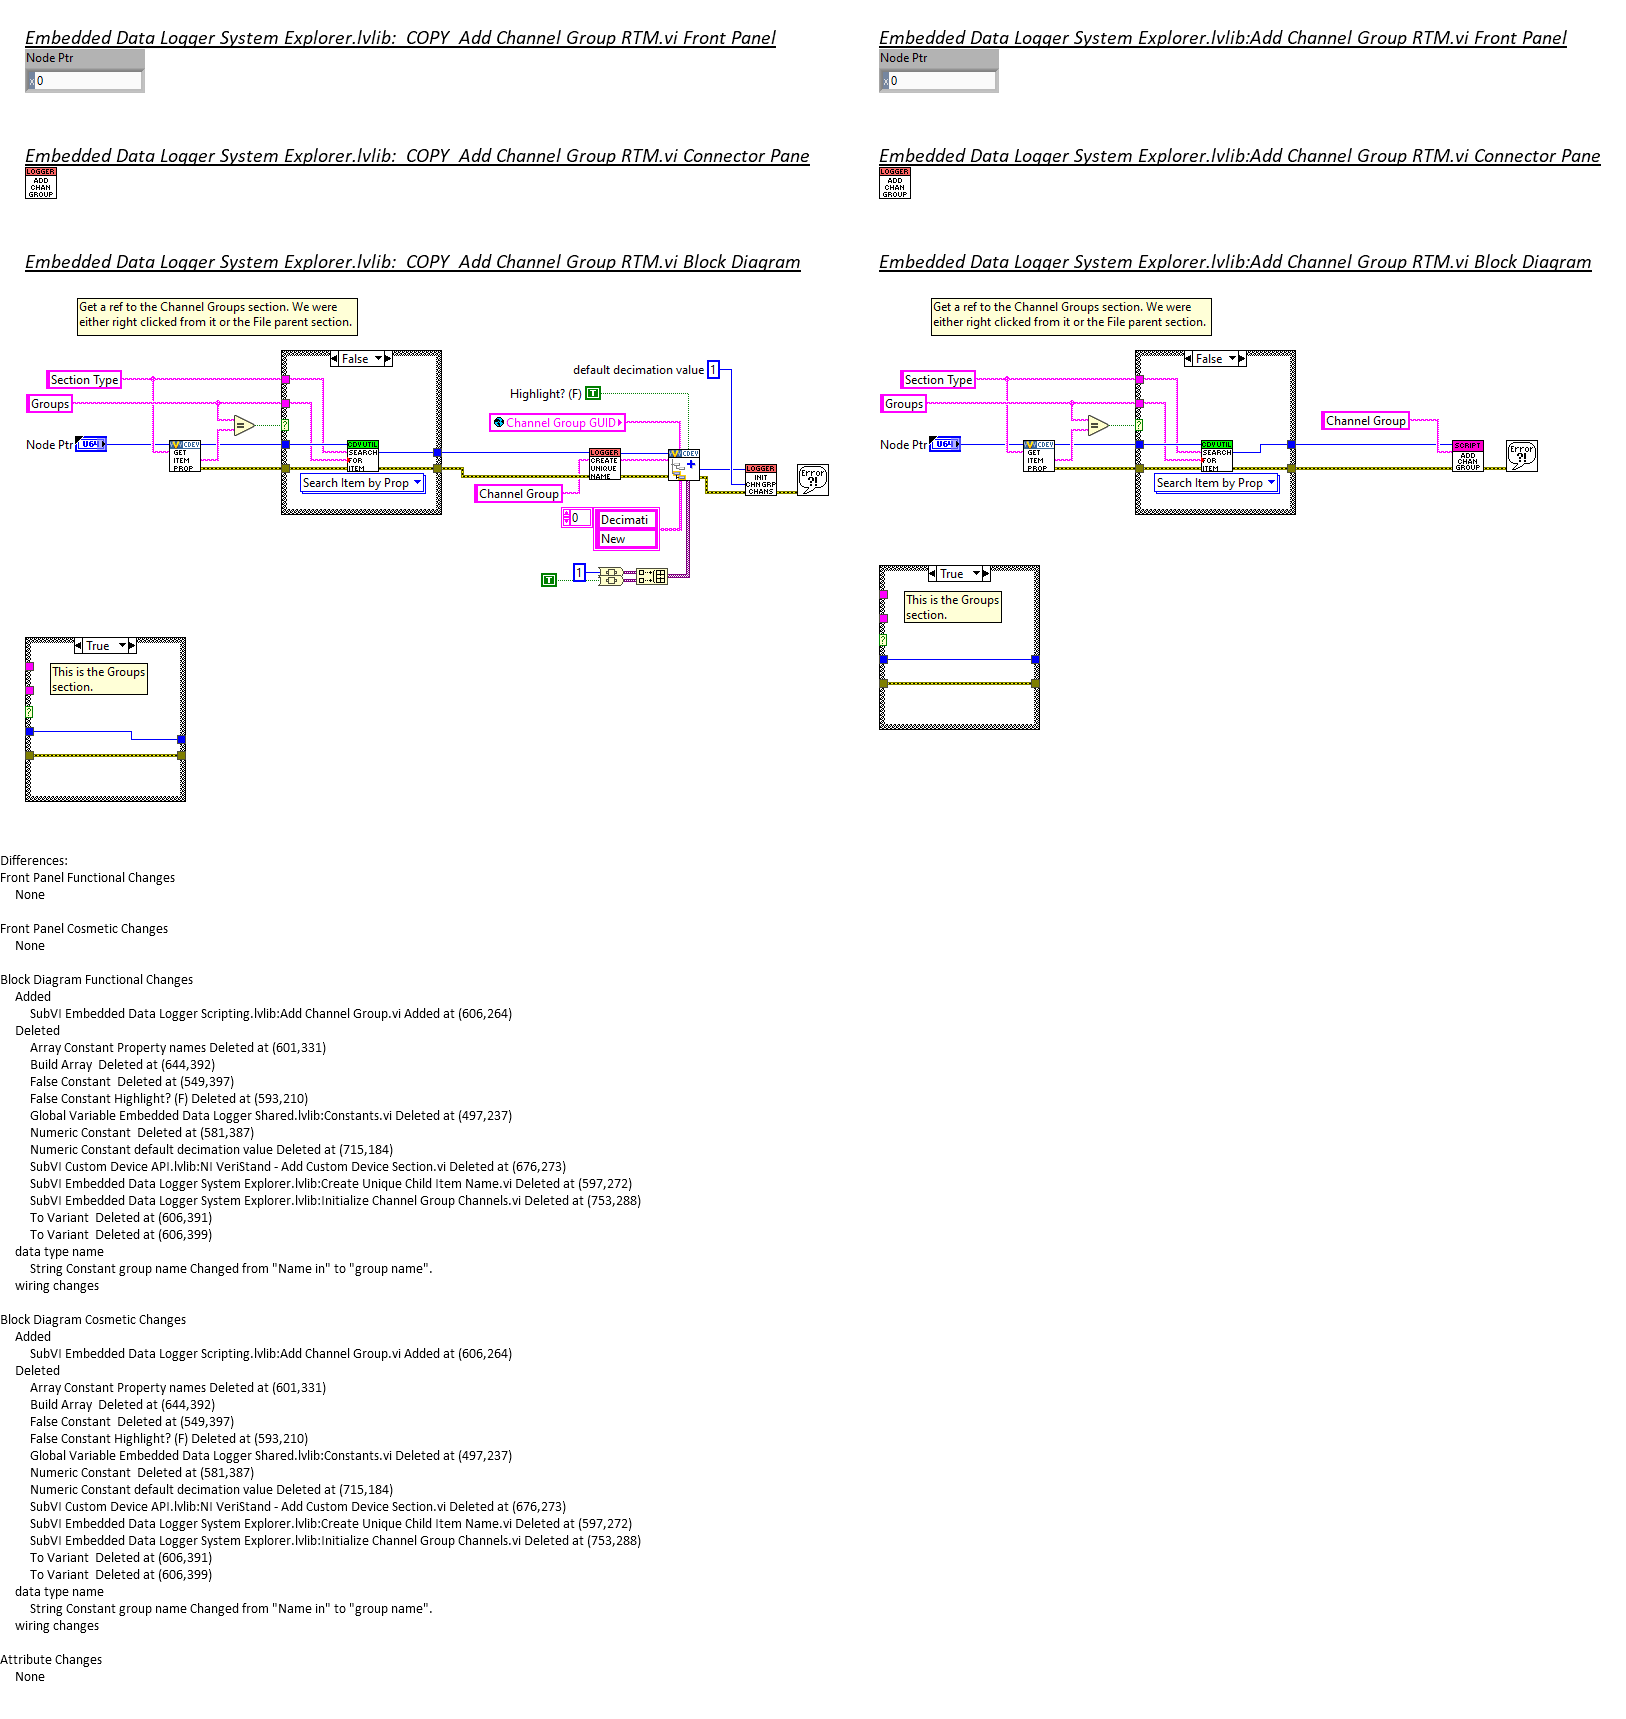 Embedded Data Logger System Explorer.lvlib:  COPY  Add Channel Group RTM.vi Front Panel
Node Ptr
x 0
Embedded Data Logger System Explorer.lvlib:  COPY  Add Channel Group RTM.vi Connector Pane
LOGGER
ADD
CHAN
GROUP
Embedded Data Logger System Explorer.lvlib:  COPY  Add Channel Group RTM.vi Block Diagram
Get a ref to the Channel Groups section. We were
either right clicked from it or the File parent section.
False
Section Type
Groups
=
?
Node Ptr
U64
CDEV
GET
ITEM
PROP
CDV UTIL
SEARCH
FOR
ITEM
Search Item by Prop
default decimation value
1
Highlight? (F)
T
Channel Group GUID
LOGGER
CREATE
UNIQUE
NAME
CDEV
LOGGER
INIT
CHN GRP
CHANS
Error
?!
Channel Group
0
Decimati
New
T
1
True
This is the Groups
section.
?
Embedded Data Logger System Explorer.lvlib:Add Channel Group RTM.vi Front Panel
Node Ptr
x 0
Embedded Data Logger System Explorer.lvlib:Add Channel Group RTM.vi Connector Pane
LOGGER
ADD
CHAN
GROUP
Embedded Data Logger System Explorer.lvlib:Add Channel Group RTM.vi Block Diagram
Get a ref to the Channel Groups section. We were
either right clicked from it or the File parent section.
False
Section Type
Groups
=
?
Node Ptr
U64
CDEV
GET
ITEM
PROP
CDV UTIL
SEARCH
FOR
ITEM
Search Item by Prop
Channel Group
SCRIPT
ADD
CHAN
GROUP
Error
?!
True
This is the Groups
section.
?
Differences:
Front Panel Functional Changes
None
Front Panel Cosmetic Changes
None
Block Diagram Functional Changes
Added
SubVI Embedded Data Logger Scripting.lvlib:Add Channel Group.vi Added at (606,264)
Deleted
Array Constant Property names Deleted at (601,331)
Build Array  Deleted at (644,392)
False Constant  Deleted at (549,397)
False Constant Highlight? (F) Deleted at (593,210)
Global Variable Embedded Data Logger Shared.lvlib:Constants.vi Deleted at (497,237)
Numeric Constant  Deleted at (581,387)
Numeric Constant default decimation value Deleted at (715,184)
SubVI Custom Device API.lvlib:NI VeriStand - Add Custom Device Section.vi Deleted at (676,273)
SubVI Embedded Data Logger System Explorer.lvlib:Create Unique Child Item Name.vi Deleted at (597,272)
SubVI Embedded Data Logger System Explorer.lvlib:Initialize Channel Group Channels.vi Deleted at (753,288)
To Variant  Deleted at (606,391)
To Variant  Deleted at (606,399)
data type name
String Constant group name Changed from "Name in" to "group name".
wiring changes
Block Diagram Cosmetic Changes
Added
SubVI Embedded Data Logger Scripting.lvlib:Add Channel Group.vi Added at (606,264)
Deleted
Array Constant Property names Deleted at (601,331)
Build Array  Deleted at (644,392)
False Constant  Deleted at (549,397)
False Constant Highlight? (F) Deleted at (593,210)
Global Variable Embedded Data Logger Shared.lvlib:Constants.vi Deleted at (497,237)
Numeric Constant  Deleted at (581,387)
Numeric Constant default decimation value Deleted at (715,184)
SubVI Custom Device API.lvlib:NI VeriStand - Add Custom Device Section.vi Deleted at (676,273)
SubVI Embedded Data Logger System Explorer.lvlib:Create Unique Child Item Name.vi Deleted at (597,272)
SubVI Embedded Data Logger System Explorer.lvlib:Initialize Channel Group Channels.vi Deleted at (753,288)
To Variant  Deleted at (606,391)
To Variant  Deleted at (606,399)
data type name
String Constant group name Changed from "Name in" to "group name".
wiring changes
Attribute Changes
None